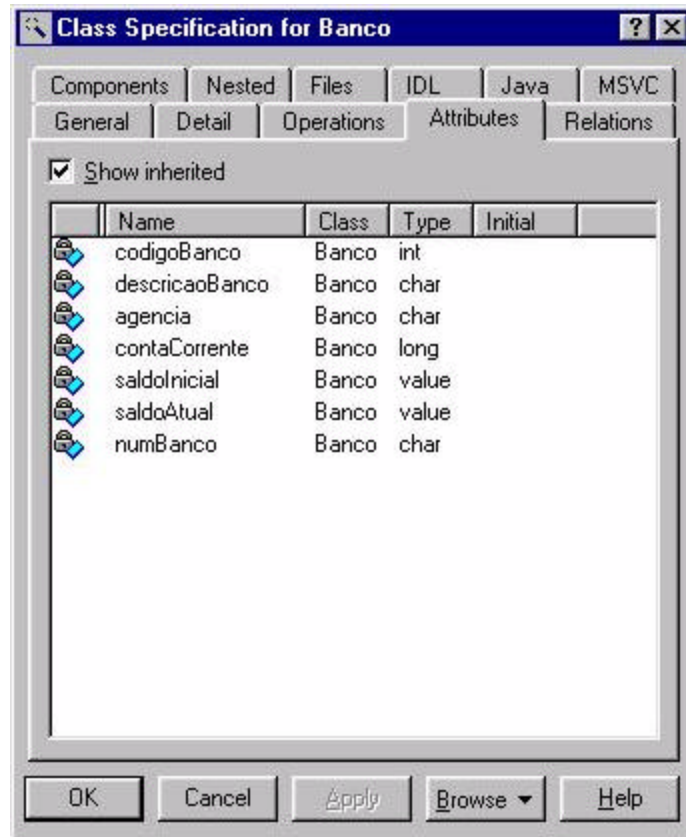 Class Specification for Banco
Components Nested Files IDL Java MSVC
General Detail Operations Attributes Relations
Show inherited
Name Class Type Initial
codigoBanco Banco int
descricaoBanco Banco char
agencia Banco char
contaCorrente Banco long
saldoInicial Banco value
saldoAtual Banco value
numBanco Banco char
OK Cancel Apply Browse Help